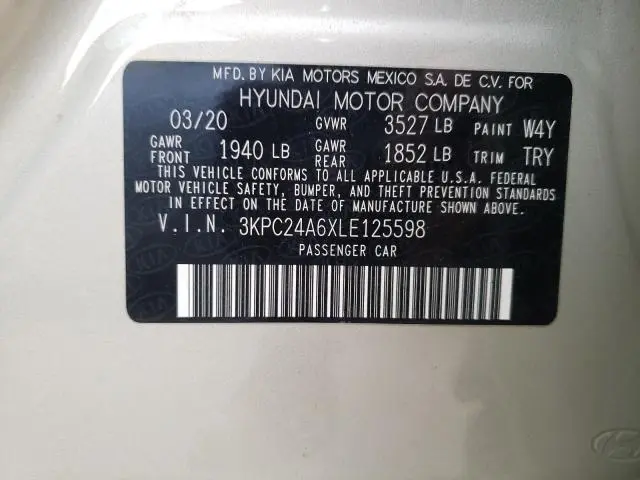 MFD. BY KIA MOTORS MEXICO S.A. DE C.V. FOR
HYUNDAI MOTOR COMPANY
03/20 GVWR 3527 LB PAINT W4Y
GAWR FRONT 1940 LB GAWR REAR 1852 LB TRIM TRY
THIS VEHICLE CONFORMS TO ALL APPLICABLE U.S.A. FEDERAL
MOTOR VEHICLE SAFETY, BUMPER, AND THEFT PREVENTION STANDARDS
IN EFFECT ON THE DATE OF MANUFACTURE SHOWN ABOVE.
V.I.N. 3KPC24A6XLE125598
PASSENGER CAR